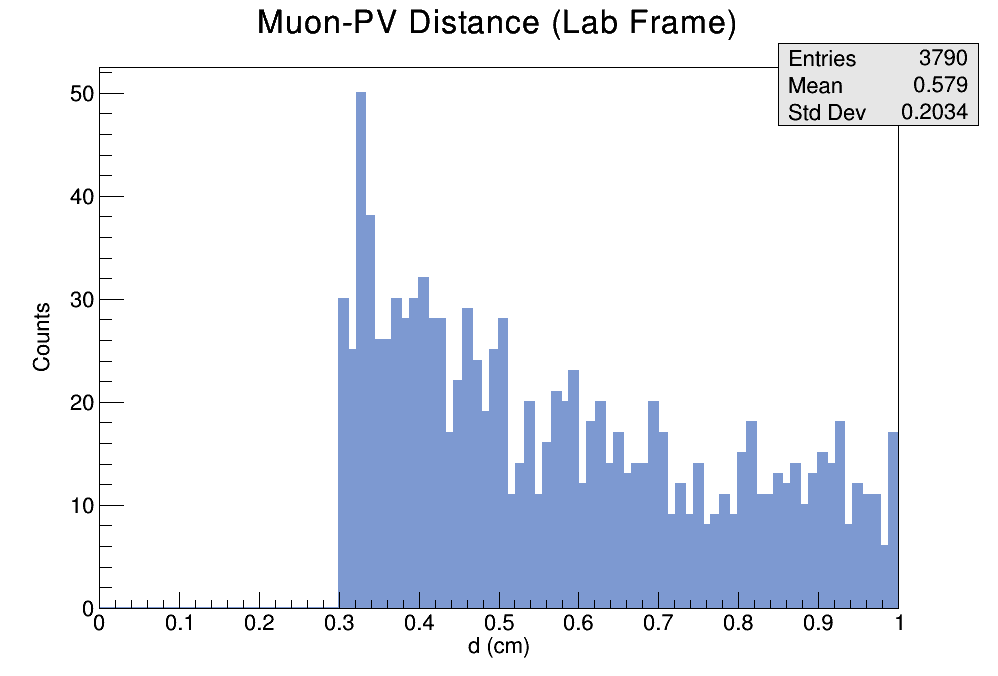 Muon-PV Distance (Lab Frame)
Entries 3790
Mean 0.579
Std Dev 0.2034
50
40
30
20
10
0
Counts
0 0.1 0.2 0.3 0.4 0.5 0.6 0.7 0.8 0.9 1
d (cm)